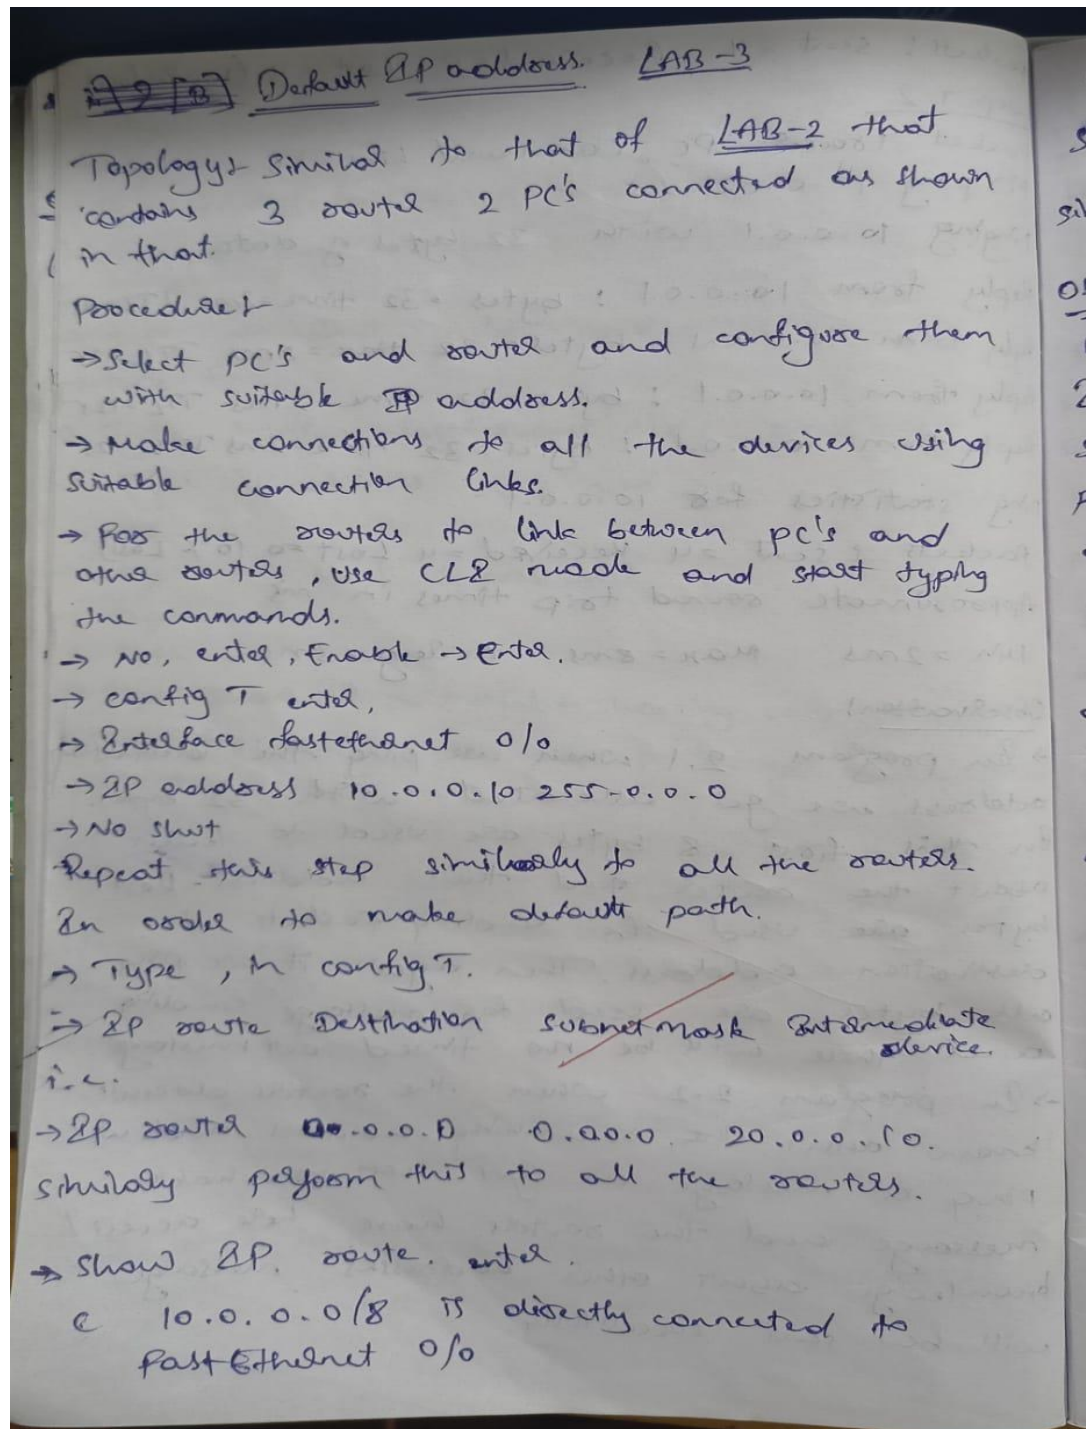 Default IP address. LAB-3
Topology:- Similar to that of LAB-2 that
contains 3 router 2 PC's connected as shown
in that.
Procedure:-
→ Select PC's and router and configure them
with suitable IP address.
→ Make connections to all the devices using
suitable connection links.
→ For the routers to link between pc's and
other routers, use CLI mode and start typing
the commands.
→ No, enter, Enable → Enter.
→ config T enter,
→ Interface fastethernet 0/0
→ IP address 10.0.0.10 255.0.0.0
→ No shut
Repeat this step similarly to all the routers.
In order to make default path.
→ Type, in config T.
→ IP route Destination Subnet mask Intermediate
device.
i.e.
→ IP router 0.0.0.0 0.0.0.0 20.0.0.10.
similarly perform this to all the routers.
→ Show IP route. enter.
C 10.0.0.0/8 is directly connected to
Fast Ethernet 0/0